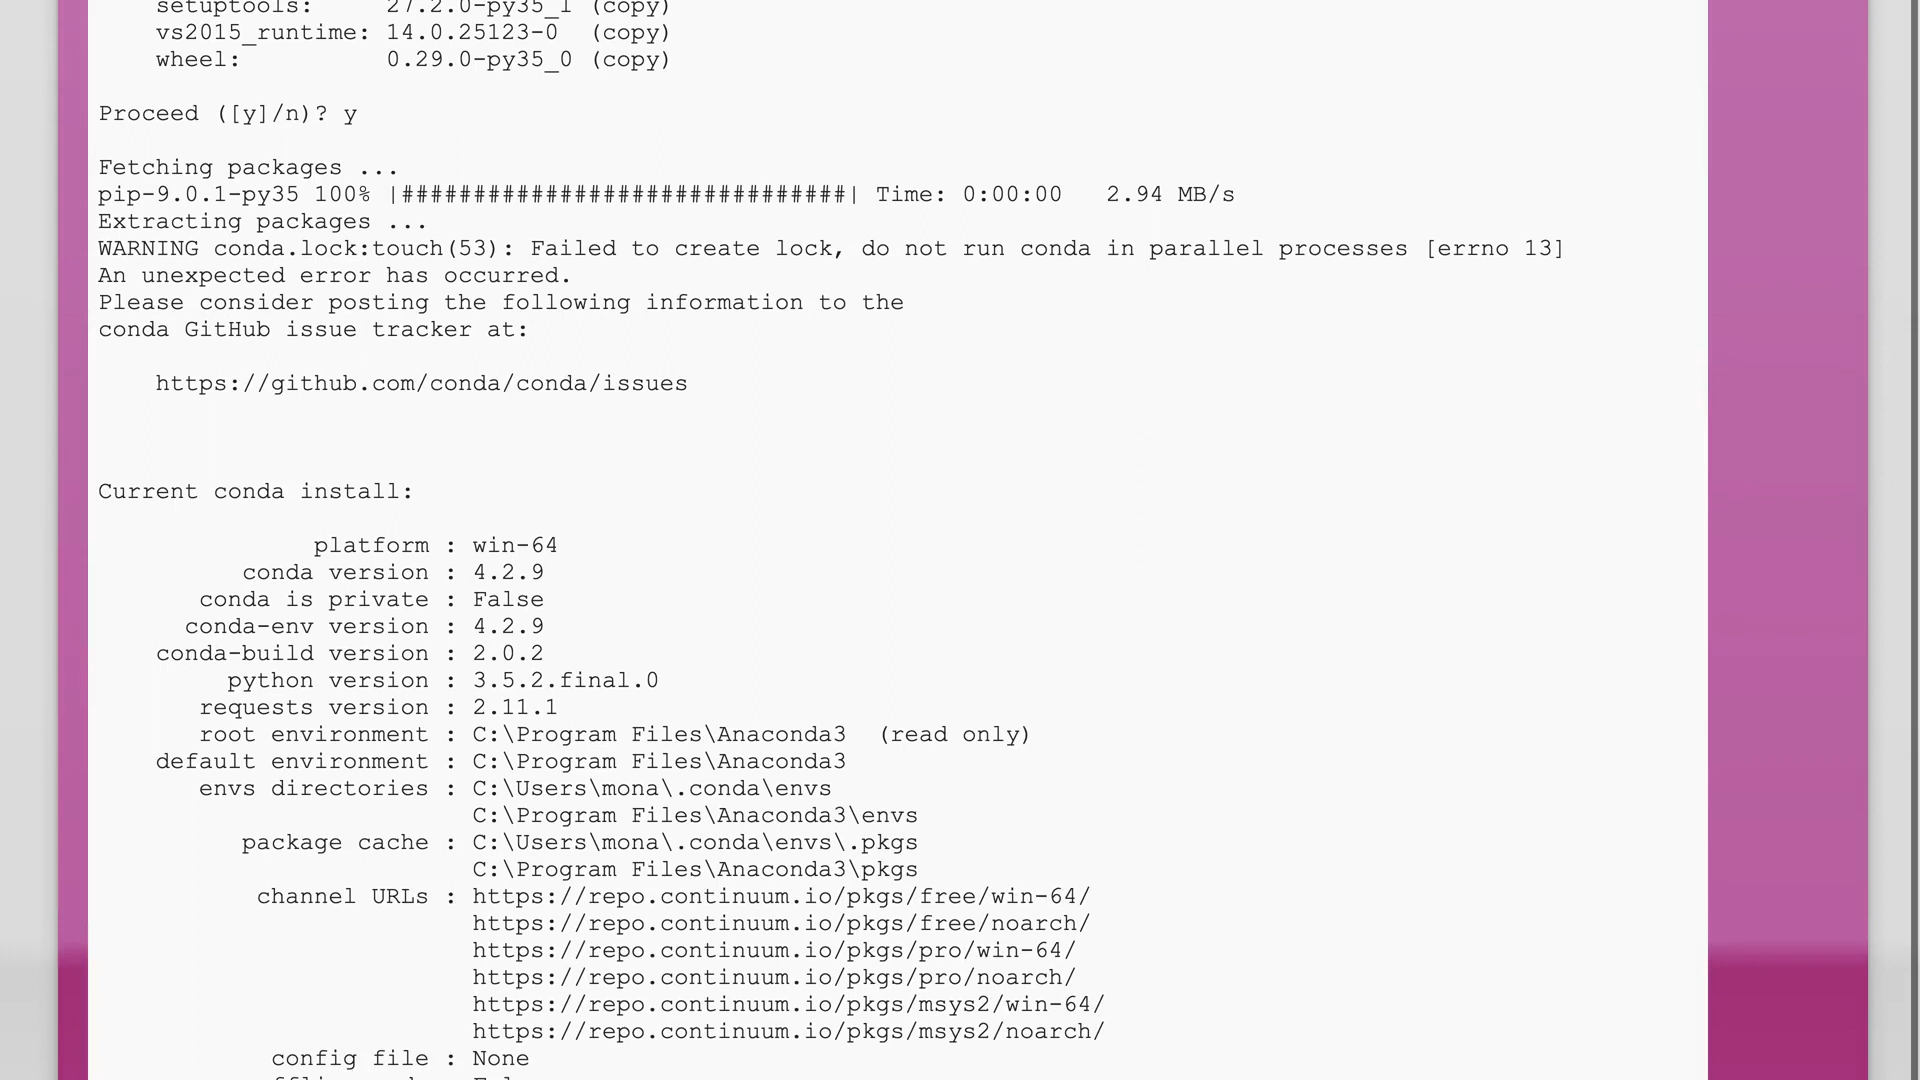 setuptools: 27.2.0-py35_1 (copy)
vs2015_runtime: 14.0.25123-0 (copy)
wheel: 0.29.0-py35_0 (copy)
Proceed ([y]/n)? y
Fetching packages ...
pip-9.0.1-py35 100% |###############################| Time: 0:00:00 2.94 MB/s
Extracting packages ...
WARNING conda.lock:touch(53): Failed to create lock, do not run conda in parallel processes [errno 13]
An unexpected error has occurred.
Please consider posting the following information to the
conda GitHub issue tracker at:
https://github.com/conda/conda/issues
Current conda install:
platform : win-64
conda version : 4.2.9
conda is private : False
conda-env version : 4.2.9
conda-build version : 2.0.2
python version : 3.5.2.final.0
requests version : 2.11.1
root environment : C:\Program Files\Anaconda3 (read only)
default environment : C:\Program Files\Anaconda3
envs directories : C:\Users\mona\.conda\envs
C:\Program Files\Anaconda3\envs
package cache : C:\Users\mona\.conda\envs\.pkgs
C:\Program Files\Anaconda3\pkgs
channel URLs : https://repo.continuum.io/pkgs/free/win-64/
https://repo.continuum.io/pkgs/free/noarch/
https://repo.continuum.io/pkgs/pro/win-64/
https://repo.continuum.io/pkgs/pro/noarch/
https://repo.continuum.io/pkgs/msys2/win-64/
https://repo.continuum.io/pkgs/msys2/noarch/
config file : None